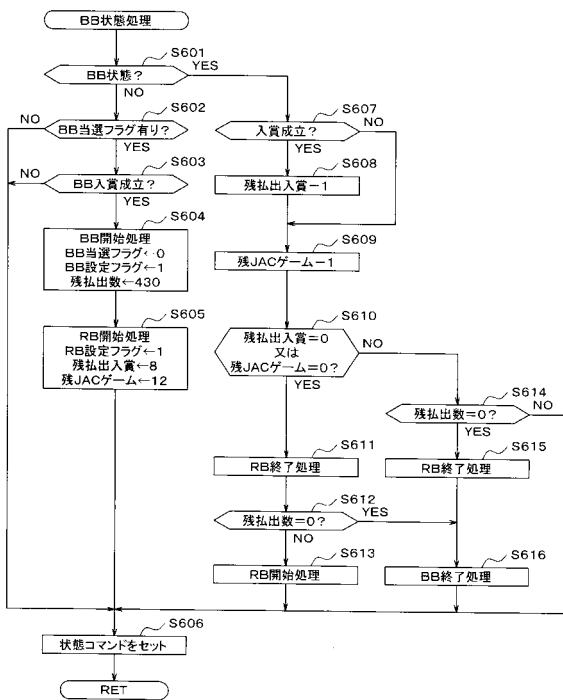 BB状態処理
S601
BB状態?
YES
NO
S602
NO
BB当選フラグ有り?
YES
S603
NO
BB入賞成立?
YES
S604
BB開始処理
BB当選フラグ←0
BB設定フラグ←1
残払出数←430
S605
RB開始処理
RB設定フラグ←1
残払出入賞←8
残JACゲーム←12
S607
入賞成立?
NO
YES
S608
残払出入賞-1
S609
残JACゲーム-1
S610
残払出入賞=0
又は
残JACゲーム=0?
NO
YES
S614
残払出数=0?
NO
YES
S611
RB終了処理
S615
RB終了処理
S612
残払出数=0?
YES
NO
S613
RB開始処理
S616
BB終了処理
S606
状態コマンドをセット
RET